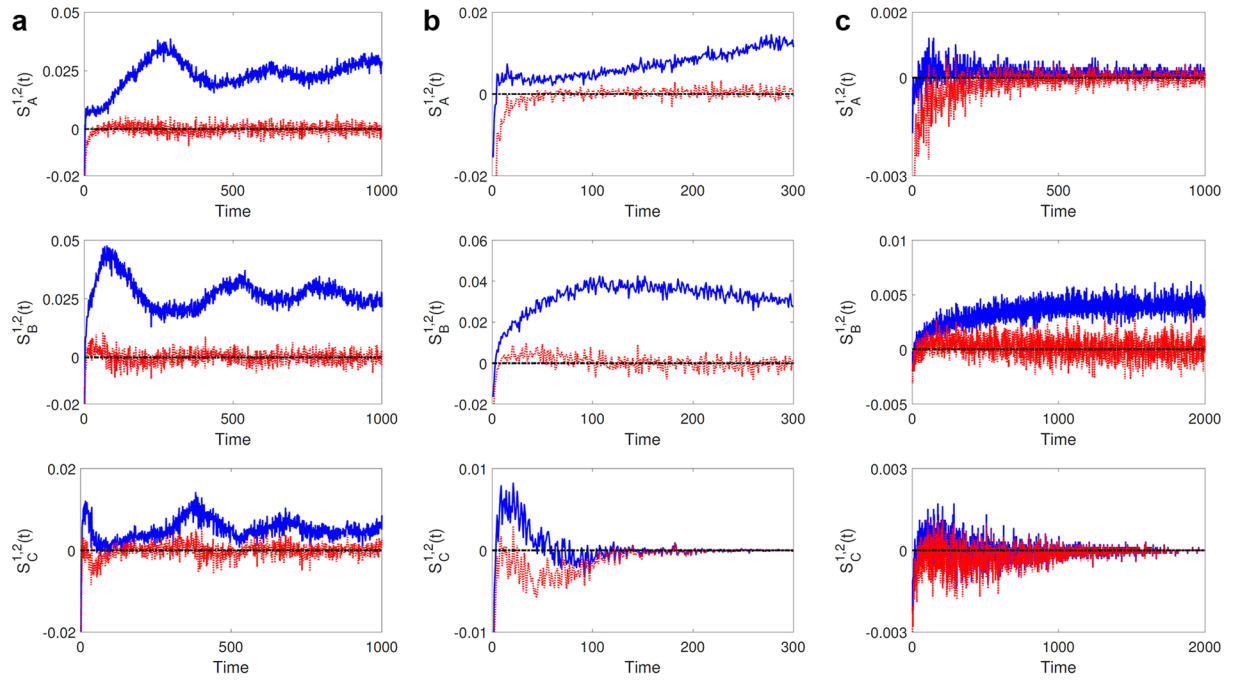 a
b
c
0.05
0.025
0
-0.02
S_A^{1,2}(t)
0 500 1000
Time
0.02
0
-0.02
S_A^{1,2}(t)
0 100 200 300
Time
0.002
0
-0.003
S_A^{1,2}(t)
500 1000
Time
0.05
0.025
0
-0.02
S_B^{1,2}(t)
0 500 1000
Time
0.06
0.04
0.02
0
-0.02
S_B^{1,2}(t)
0 100 200 300
Time
0.01
0.005
0
-0.005
S_B^{1,2}(t)
0 1000 2000
Time
0.02
0
-0.02
S_C^{1,2}(t)
0 500 1000
Time
0.01
0
-0.01
S_C^{1,2}(t)
0 100 200 300
Time
0.003
0
-0.003
S_C^{1,2}(t)
0 1000 2000
Time